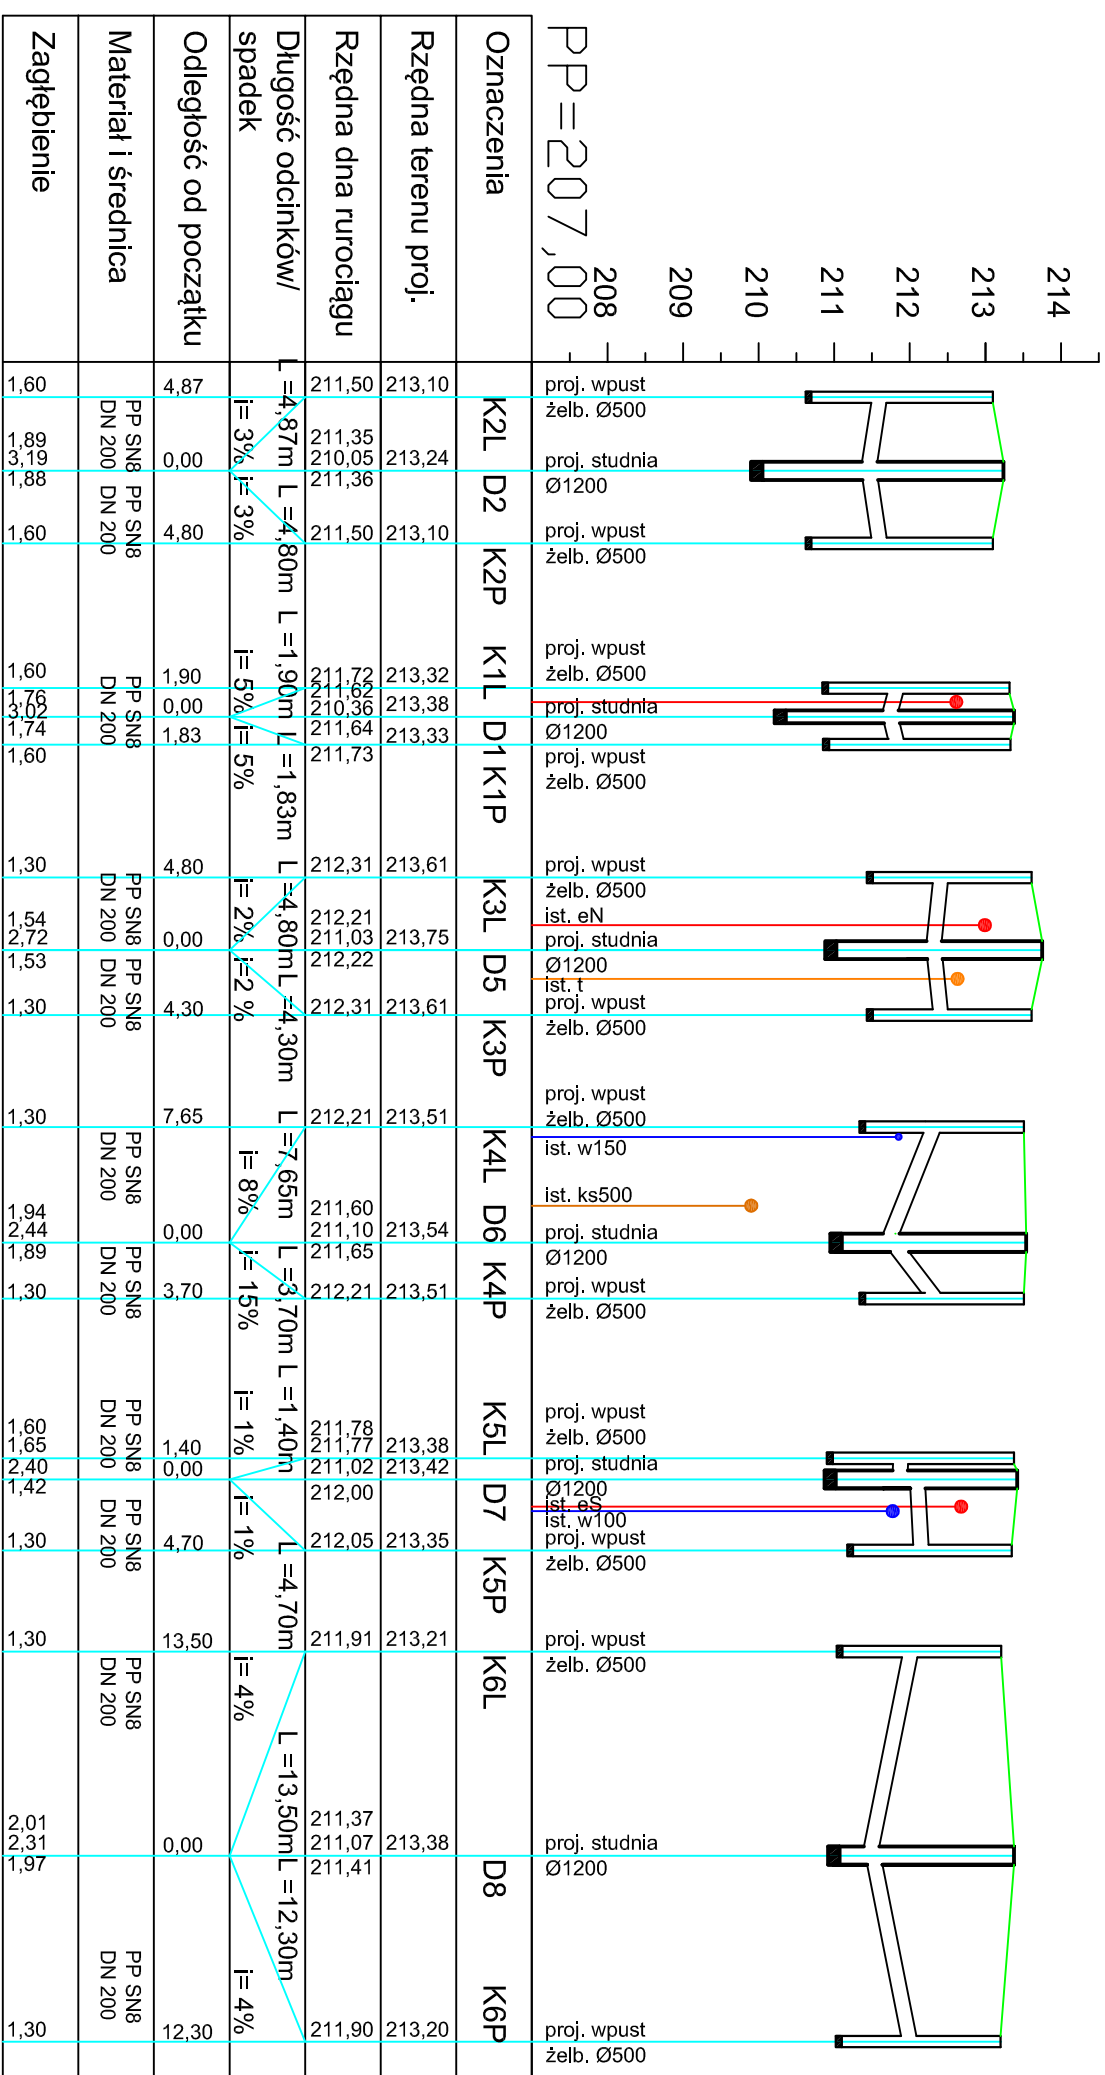 PP=207,00
208
209
210
211
212
213
214
proj. wpust
żelb. Ø500
proj. studnia
Ø1200
proj. wpust
żelb. Ø500
proj. wpust
żelb. Ø500
proj. studnia
Ø1200
proj. wpust
żelb. Ø500
proj. wpust
żelb. Ø500
ist. eN
proj. studnia
Ø1200
ist. t
proj. wpust
żelb. Ø500
proj. wpust
żelb. Ø500
ist. w150
ist. ks500
proj. studnia
Ø1200
proj. wpust
żelb. Ø500
proj. wpust
żelb. Ø500
proj. studnia
Ø1200
ist. eS
ist. w100
proj. wpust
żelb. Ø500
proj. wpust
żelb. Ø500
proj. studnia
Ø1200
proj. wpust
żelb. Ø500
Oznaczenia
K2L D2 K2P K1L D1 K1P K3L D5 K3P K4L D6 K4P K5L D7 K5P K6L D8 K6P
Rzędna terenu proj.
213,10 213,24 213,10 213,32 213,38 213,33 213,61 213,75 213,61 213,51 213,54 213,51 213,38 213,42 213,35 213,21 213,38 213,20
Rzędna dna rurociągu
211,50 211,35 210,05 211,36 211,50 211,72 211,62 210,36 211,64 211,73 212,31 212,21 211,03 212,22 212,31 212,21 211,60 211,10 211,65 212,21 211,78 211,77 211,02 212,00 212,05 211,91 211,37 211,07 211,41 211,90
Długość odcinków/
spadek
L =4,87m L =4,80m L =1,90m L =1,83m L =4,80m L =4,30m L =7,65m L =3,70m L =1,40m L =4,70m L =13,50m L =12,30m
i= 3% i= 3% i= 5% i= 5% i= 2% i=2 % i= 8% i= 15% i= 1% i= 1% i= 4% i= 4%
Odległość od początku
4,87 0,00 4,80 1,90 0,00 1,83 4,80 0,00 4,30 7,65 0,00 3,70 1,40 0,00 4,70 13,50 0,00 12,30
Materiał i średnica
PP SN8 PP SN8 PP SN8 PP SN8 PP SN8 PP SN8 PP SN8 PP SN8 PP SN8 PP SN8 PP SN8
DN 200 DN 200 DN 200 DN 200 DN 200 DN 200 DN 200 DN 200 DN 200 DN 200 DN 200
Zagłębienie
1,60 1,89 3,19 1,88 1,60 1,60 1,76 3,02 1,74 1,60 1,30 1,54 2,72 1,53 1,30 1,30 1,94 2,44 1,89 1,30 1,60 1,65 2,40 1,42 1,30 1,30 2,01 2,31 1,97 1,30